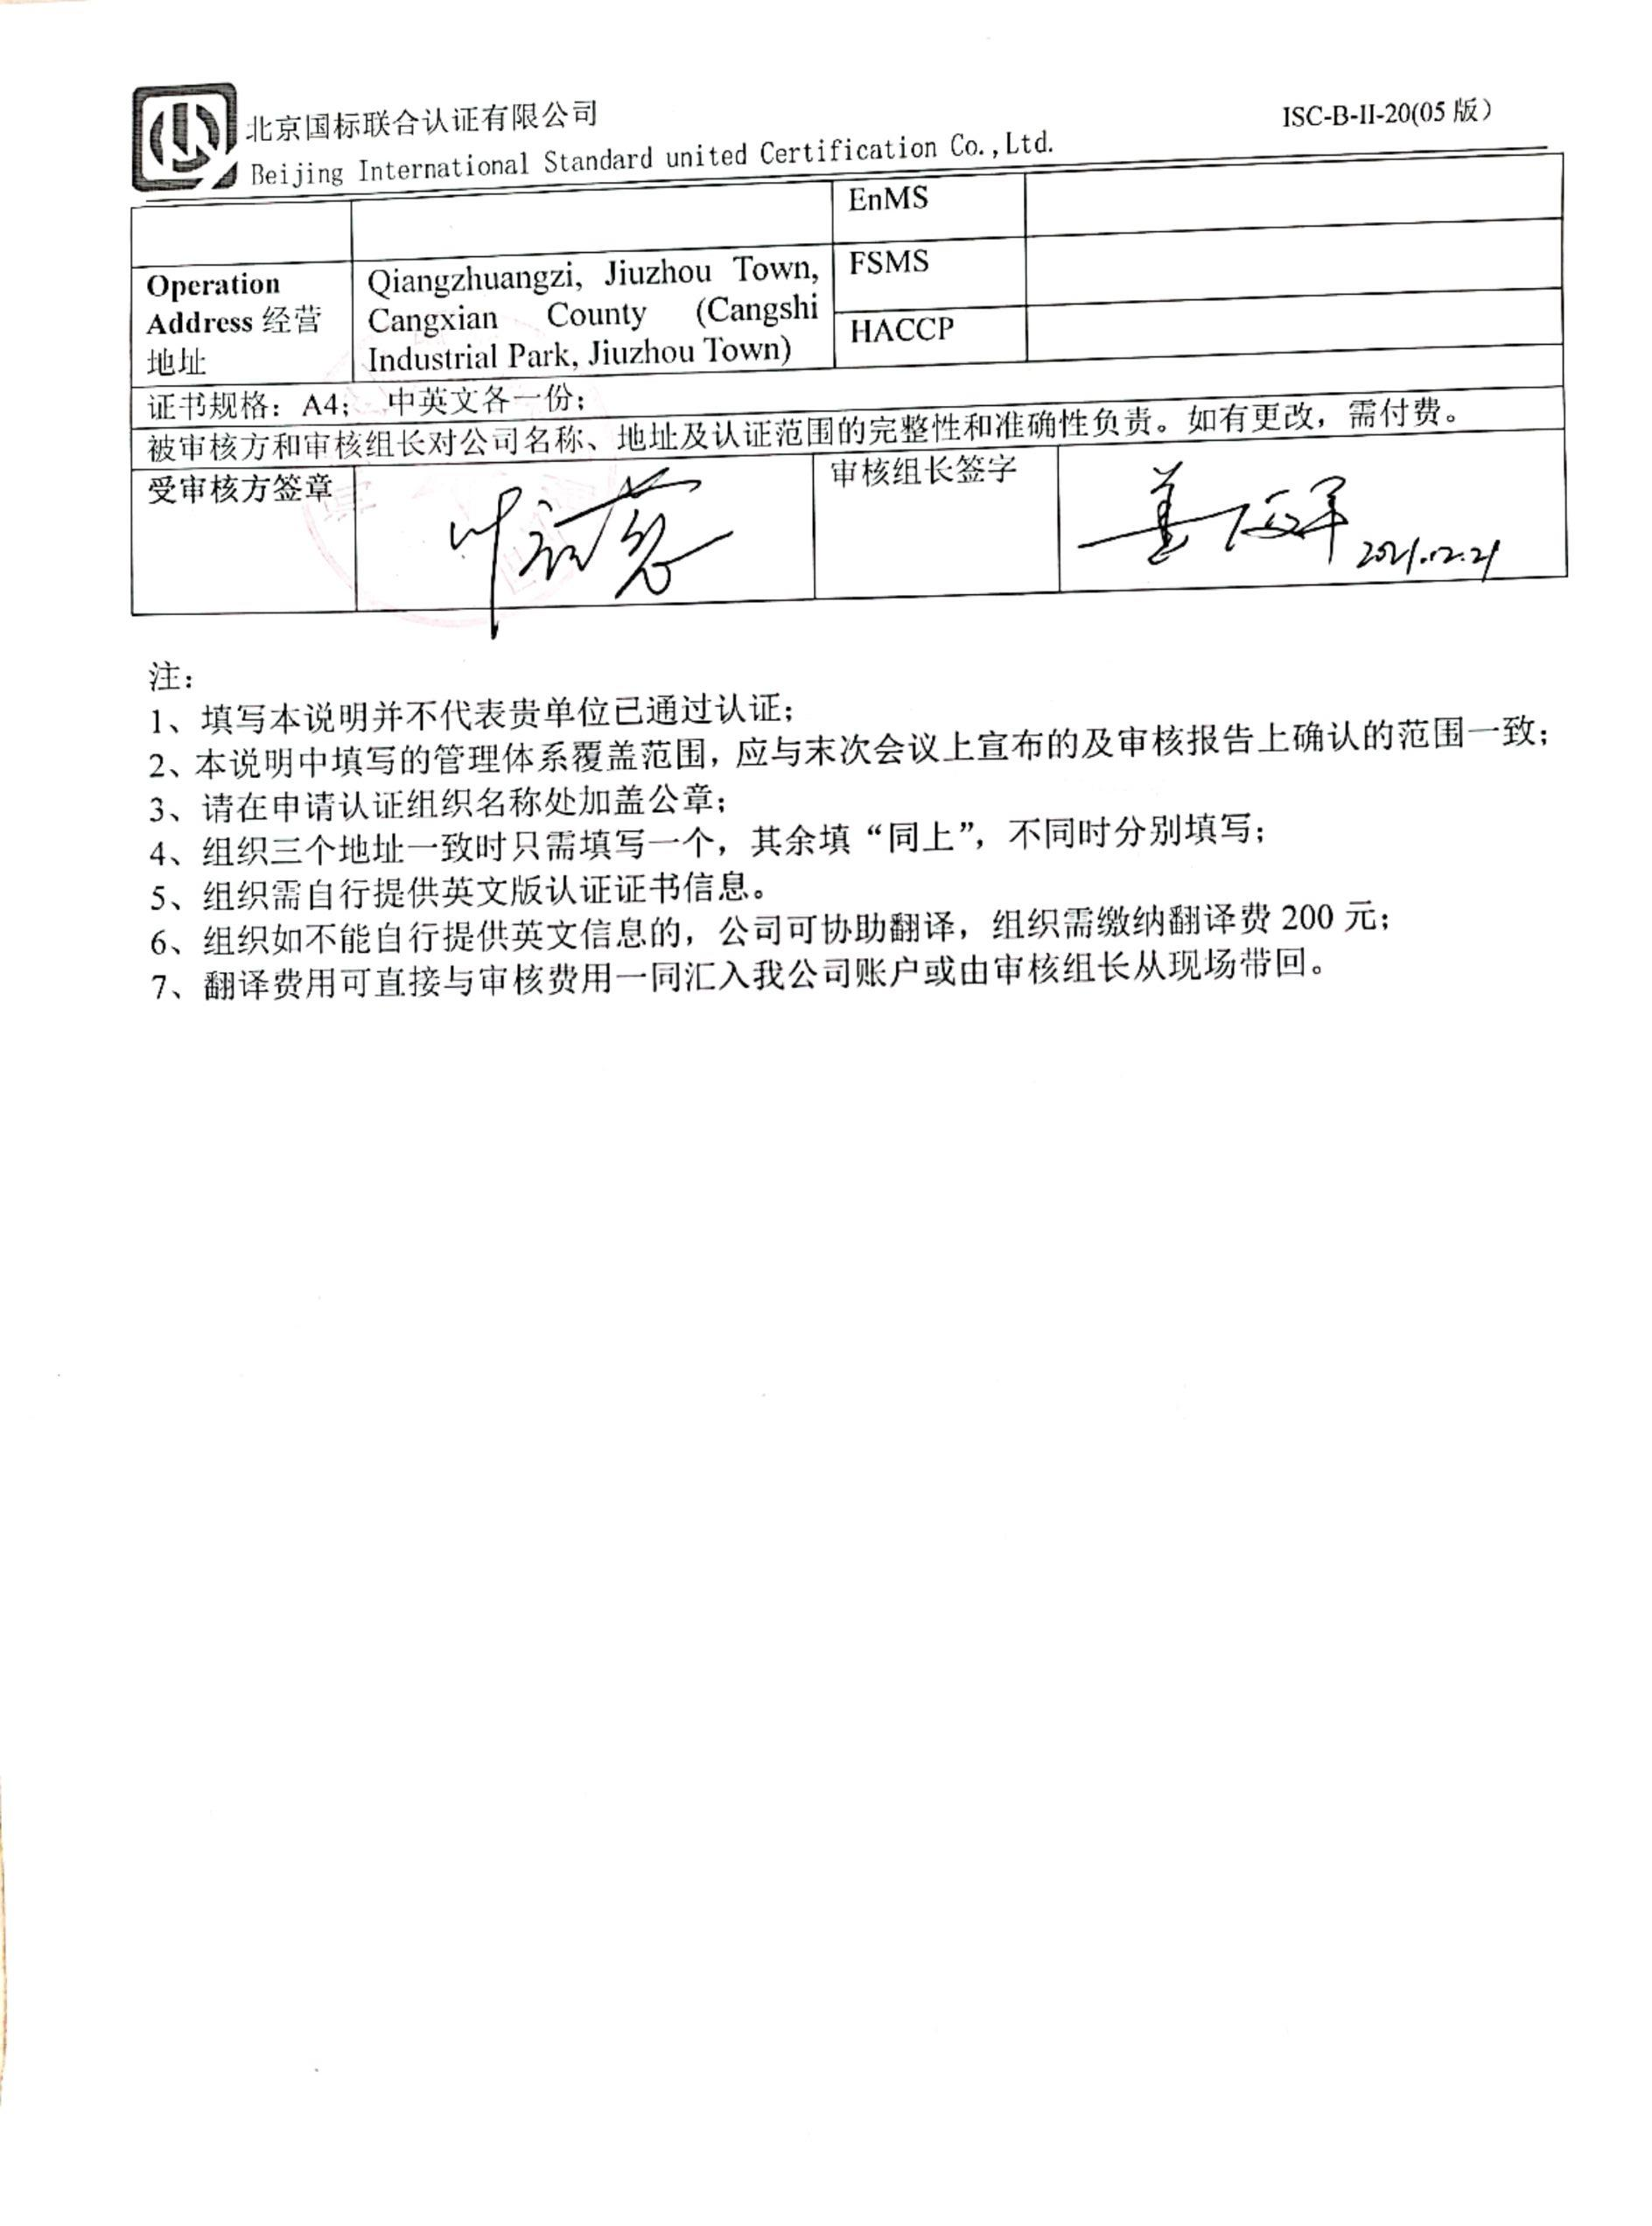 北京国标联合认证有限公司
ISC-B-II-20(05版)
Beijing International Standard united Certification Co.,Ltd.
EnMS
Operation
Address 经营
地址
Qiangzhuangzi, Jiuzhou Town,
Cangxian County (Cangshi
Industrial Park, Jiuzhou Town)
FSMS
HACCP
证书规格：A4； 中英文各一份；
被审核方和审核组长对公司名称、地址及认证范围的完整性和准确性负责。如有更改，需付费。
受审核方签章
审核组长签字
2021.12.21
注：
1、填写本说明并不代表贵单位已通过认证；
2、本说明中填写的管理体系覆盖范围，应与末次会议上宣布的及审核报告上确认的范围一致；
3、请在申请认证组织名称处加盖公章；
4、组织三个地址一致时只需填写一个，其余填“同上”，不同时分别填写；
5、组织需自行提供英文版认证证书信息。
6、组织如不能自行提供英文信息的，公司可协助翻译，组织需缴纳翻译费 200 元；
7、翻译费用可直接与审核费用一同汇入我公司账户或由审核组长从现场带回。